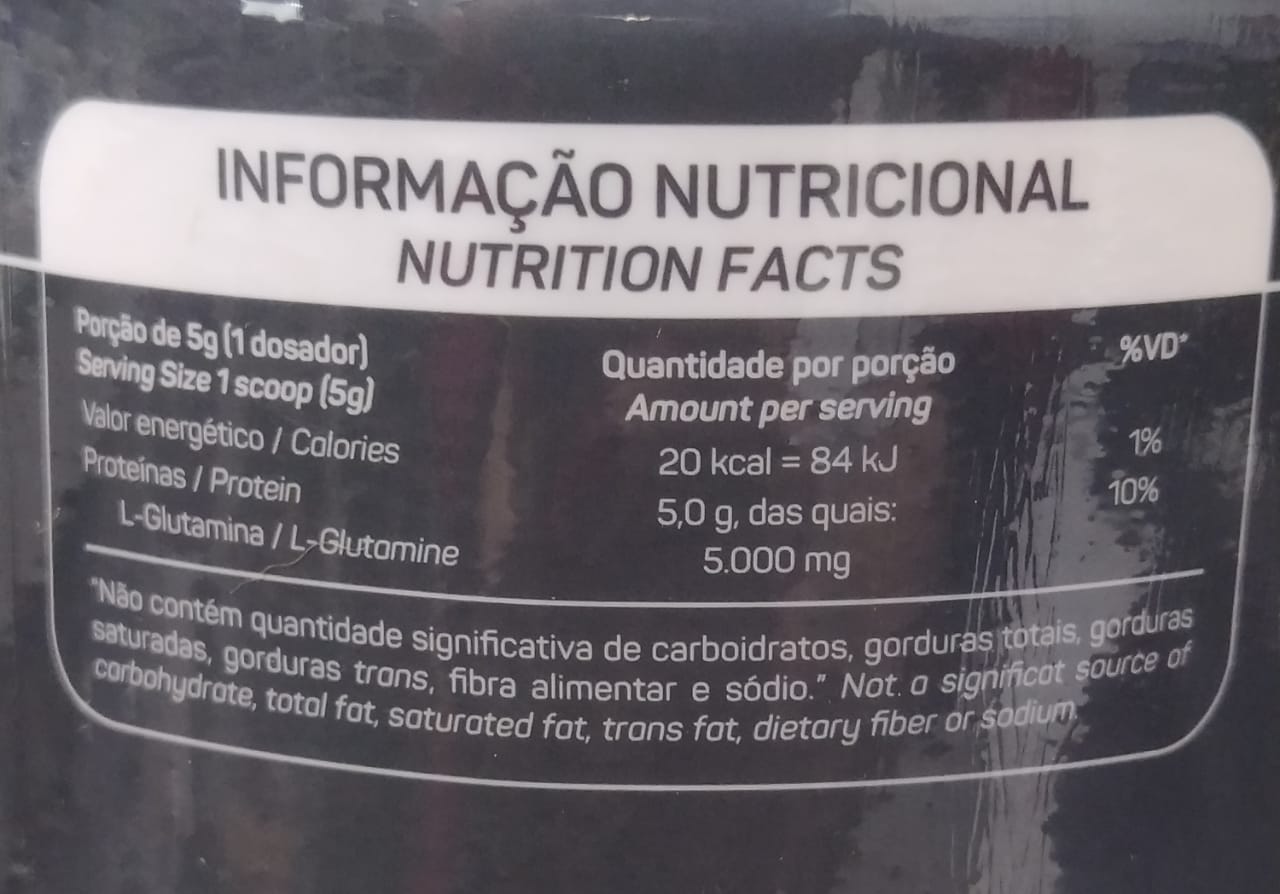 INFORMAÇÃO NUTRICIONAL
NUTRITION FACTS
Porção de 5g (1 dosador)
Serving Size 1 scoop (5g)
Quantidade por porção
Amount per serving
%VD*
Valor energético / Calories 20 kcal = 84 kJ 1%
Proteínas / Protein 5,0 g, das quais: 10%
L-Glutamina / L-Glutamine 5.000 mg
"Não contém quantidade significativa de carboidratos, gorduras totais, gorduras
saturadas, gorduras trans, fibra alimentar e sódio." Not. a significat source of
carbohydrate, total fat, saturated fat, trans fat, dietary fiber or sodium.